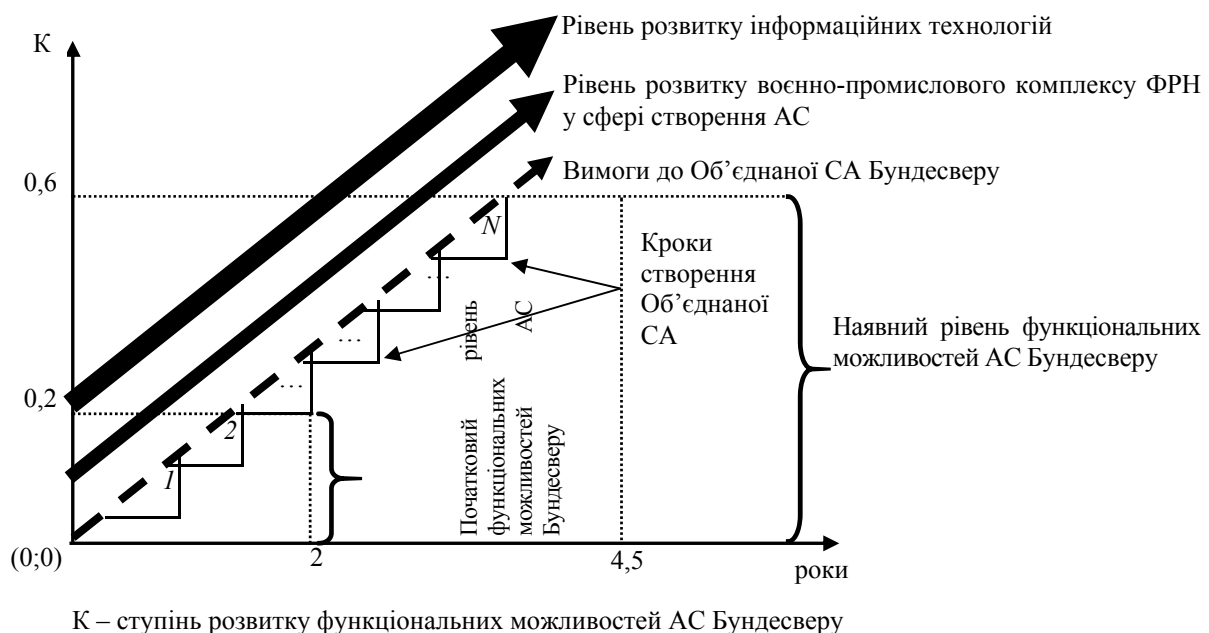 К
Рівень розвитку інформаційних технологій
Рівень розвитку воєнно-промислового комплексу ФРН
у сфері створення АС
Вимоги до Об’єднаної СА Бундесверу
0,6
N
Кроки
створення
Об’єднаної
СА
...
...
...
Наявний рівень функціональних
можливостей АС Бундесверу
0,2
2
1
Початковий рівень
функціональних
можливостей АС
Бундесверу
(0;0)
2
4,5
роки
К – ступінь розвитку функціональних можливостей АС Бундесверу